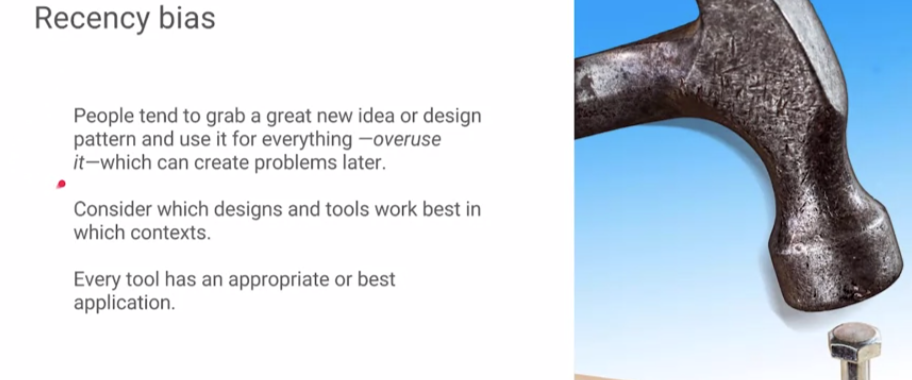 Recency bias
People tend to grab a great new idea or design
pattern and use it for everything —overuse
it—which can create problems later.
Consider which designs and tools work best in
which contexts.
Every tool has an appropriate or best
application.